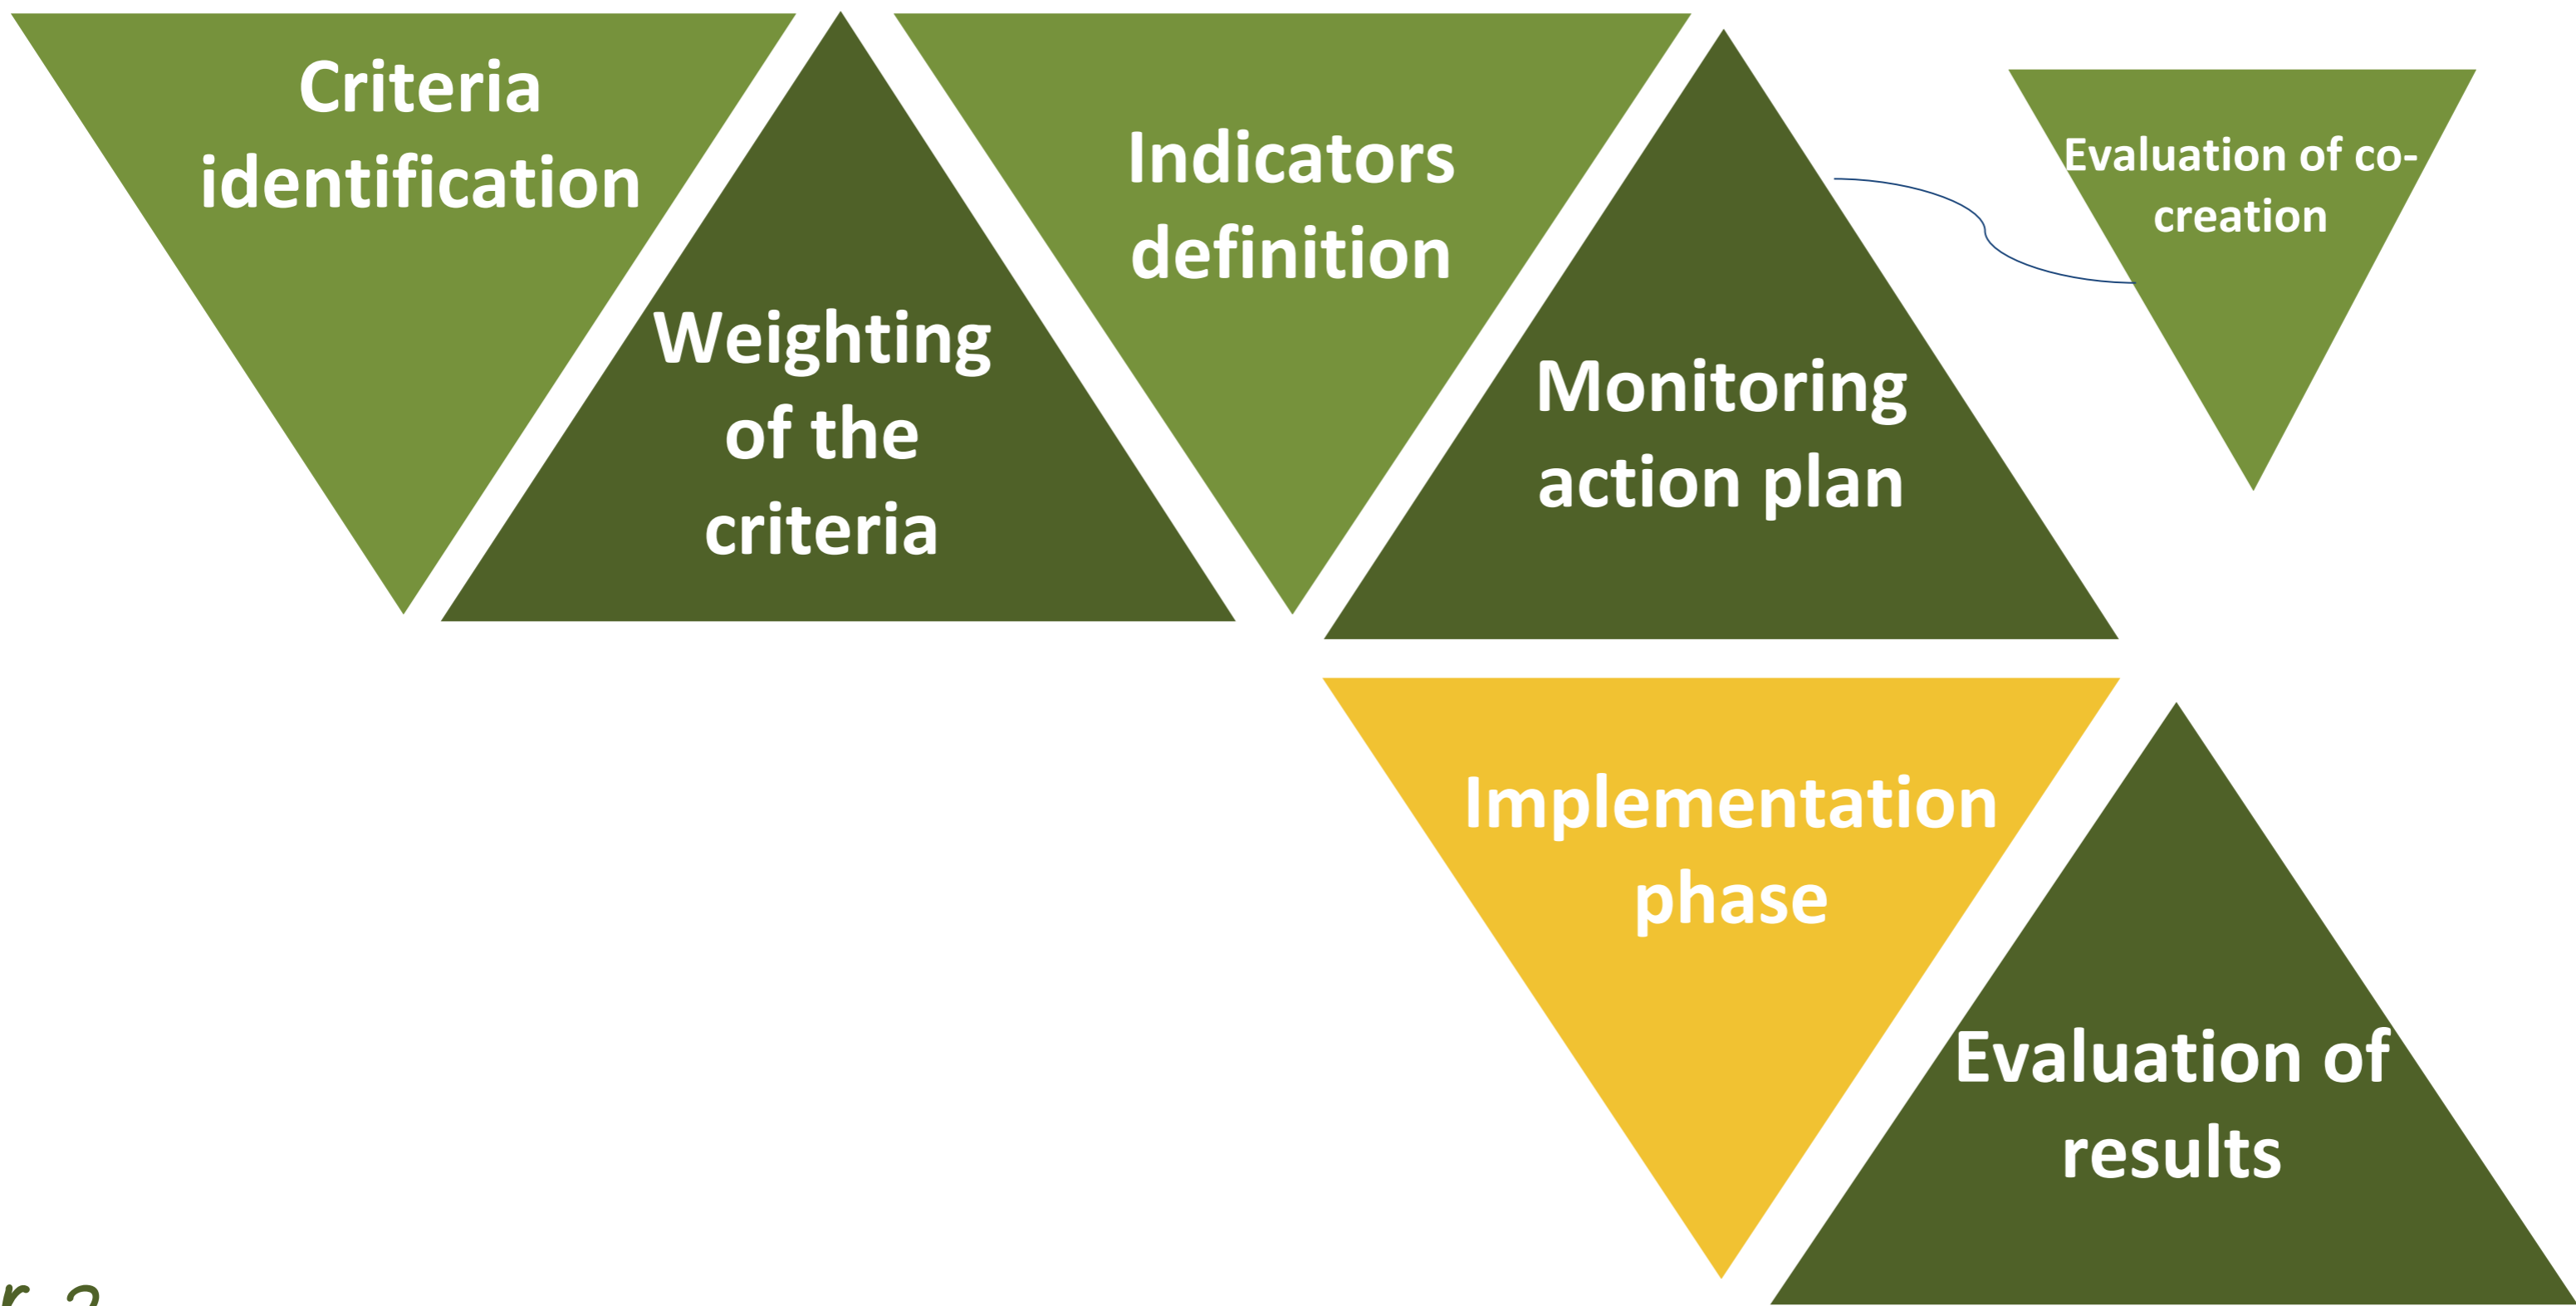 Criteria
identification
Weighting
of the
criteria
Indicators
definition
Monitoring
action plan
Evaluation of co-
creation
Implementation
phase
Evaluation of
results